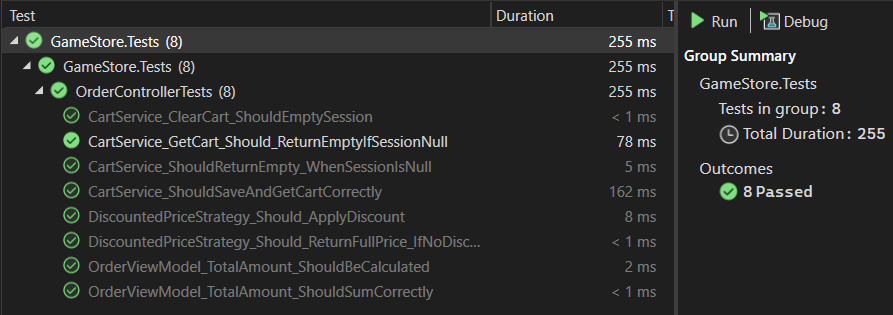 Test Duration T
GameStore.Tests (8) 255 ms
GameStore.Tests (8) 255 ms
OrderControllerTests (8) 255 ms
CartService_ClearCart_ShouldEmptySession < 1 ms
CartService_GetCart_Should_ReturnEmptyIfSessionNull 78 ms
CartService_ShouldReturnEmpty_WhenSessionIsNull 5 ms
CartService_ShouldSaveAndGetCartCorrectly 162 ms
DiscountedPriceStrategy_Should_ApplyDiscount 8 ms
DiscountedPriceStrategy_Should_ReturnFullPrice_IfNoDisc... < 1 ms
OrderViewModel_TotalAmount_ShouldBeCalculated 2 ms
OrderViewModel_TotalAmount_ShouldSumCorrectly < 1 ms
Run Debug
Group Summary
GameStore.Tests
Tests in group: 8
Total Duration: 255
Outcomes
8 Passed